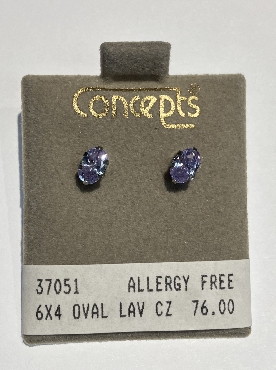 Concepts®
37051 ALLERGY FREE
6X4 OVAL LAV CZ 76.00